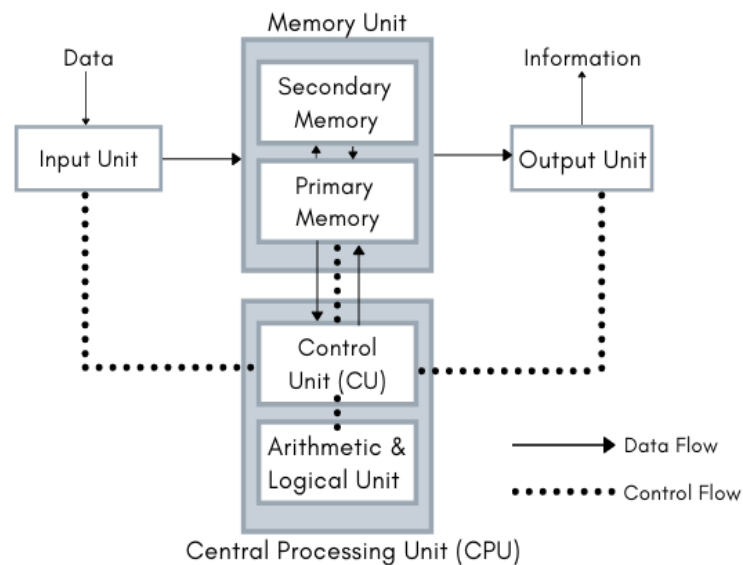 Memory Unit
Data
Information
Secondary
Memory
Input Unit
Output Unit
Primary
Memory
Control
Unit (CU)
Arithmetic &
Logical Unit
Data Flow
Control Flow
Central Processing Unit (CPU)